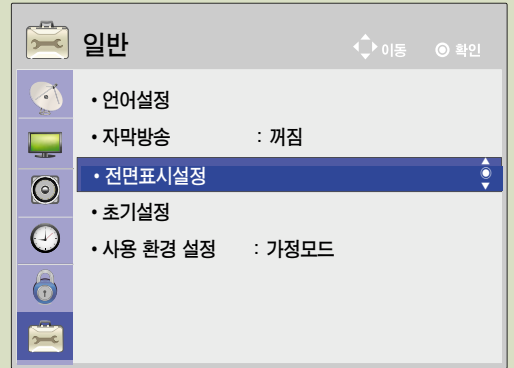 일반 이동 확인
• 언어설정
• 자막방송 : 꺼짐
• 전면표시설정
• 초기설정
• 사용 환경 설정 : 가정모드